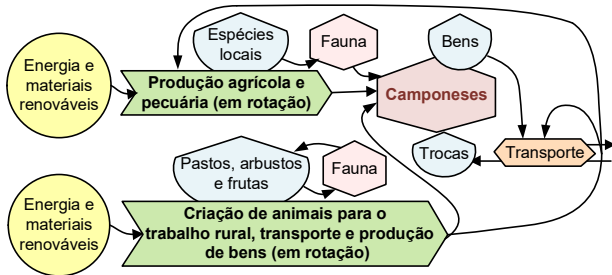 Espécies
locais
Fauna
Bens
Energia e
materiais
renováveis
Produção agrícola e
pecuária (em rotação)
Camponeses
Trocas
Transporte
Pastos, arbustos
e frutas
Fauna
Energia e
materiais
renováveis
Criação de animais para o
trabalho rural, transporte e produção
de bens (em rotação)